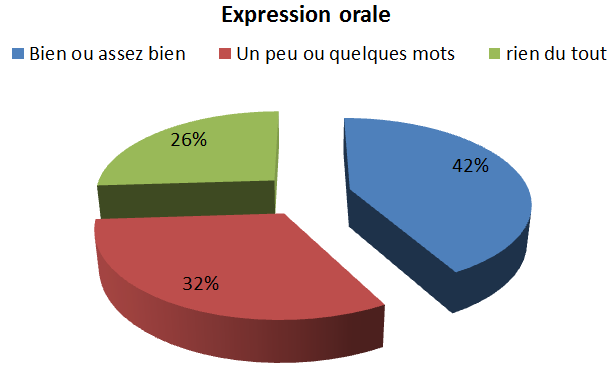 Expression orale
Bien ou assez bien Un peu ou quelques mots rien du tout
26%
42%
32%